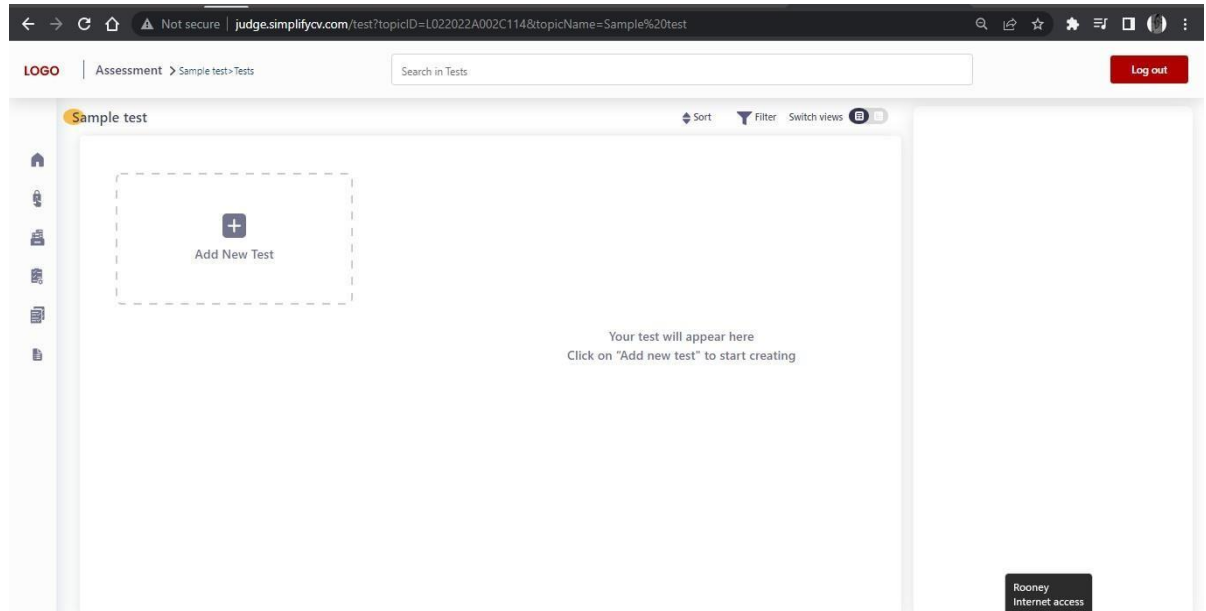 Not secure | judge.simplifycv.com/test?topicID=L022022A002C114&topicName=Sample%20test
LOGO | Assessment > Sample test>Tests
Search in Tests
Log out
Sample test
Sort Filter Switch views
Add New Test
Your test will appear here
Click on "Add new test" to start creating
Rooney
Internet access